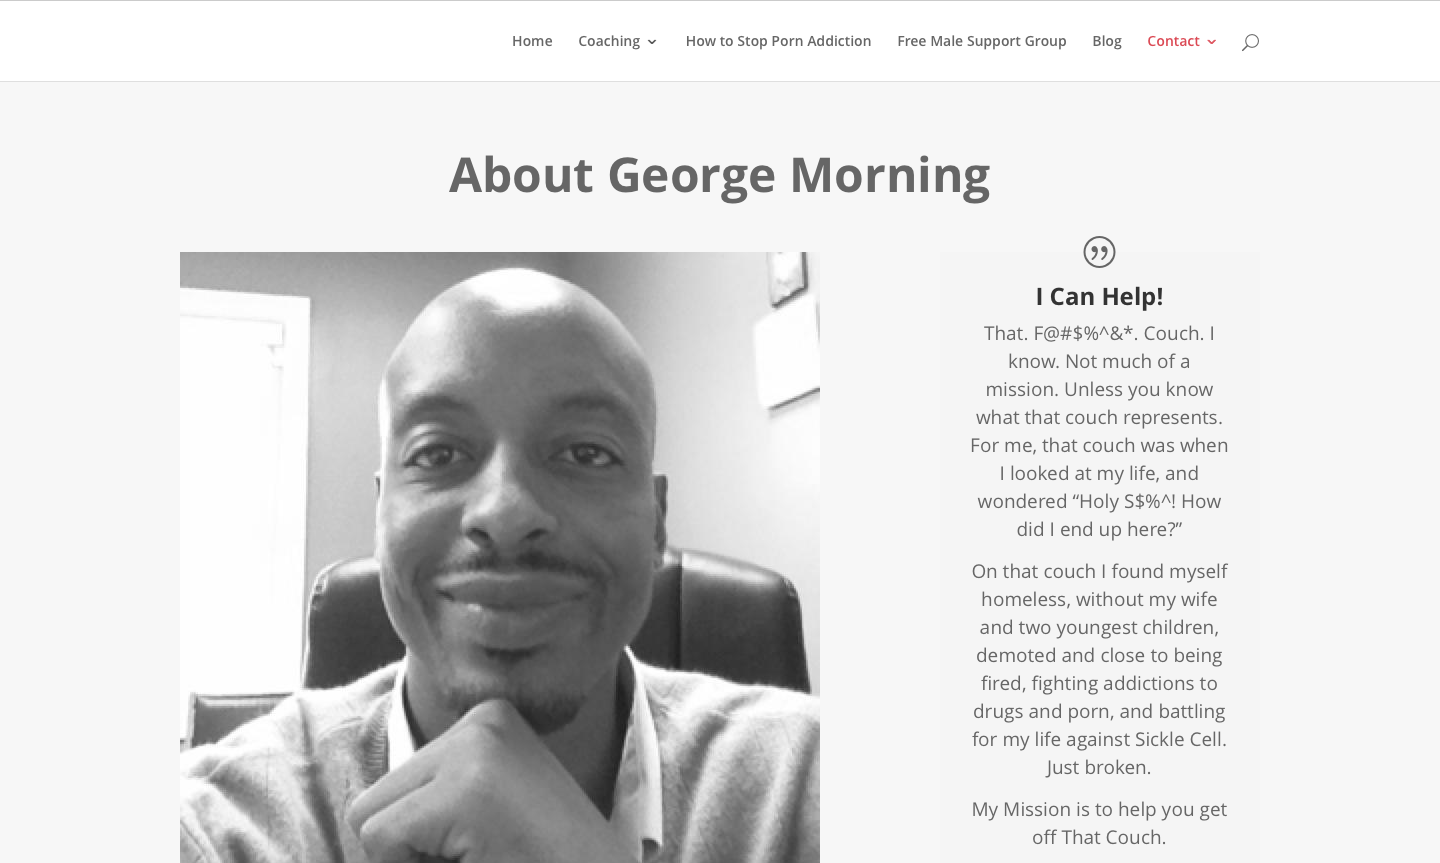 Home Coaching How to Stop Porn Addiction Free Male Support Group Blog Contact
About George Morning
I Can Help!
That. F@#$%^&*. Couch. I
know. Not much of a
mission. Unless you know
what that couch represents.
For me, that couch was when
I looked at my life, and
wondered “Holy S$%^! How
did I end up here?”
On that couch I found myself
homeless, without my wife
and two youngest children,
demoted and close to being
fired, fighting addictions to
drugs and porn, and battling
for my life against Sickle Cell.
Just broken.
My Mission is to help you get
off That Couch.